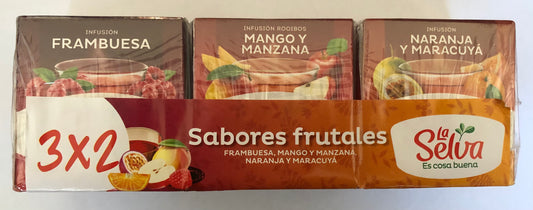 INFUSIÓN
FRAMBUESA
INFUSIÓN ROOIBOS
MANGO Y
MANZANA
INFUSIÓN
NARANJA
Y MARACUYÁ
3X2
Sabores frutales
FRAMBUESA, MANGO Y MANZANA,
NARANJA Y MARACUYÁ
La
Selva
Es cosa buena